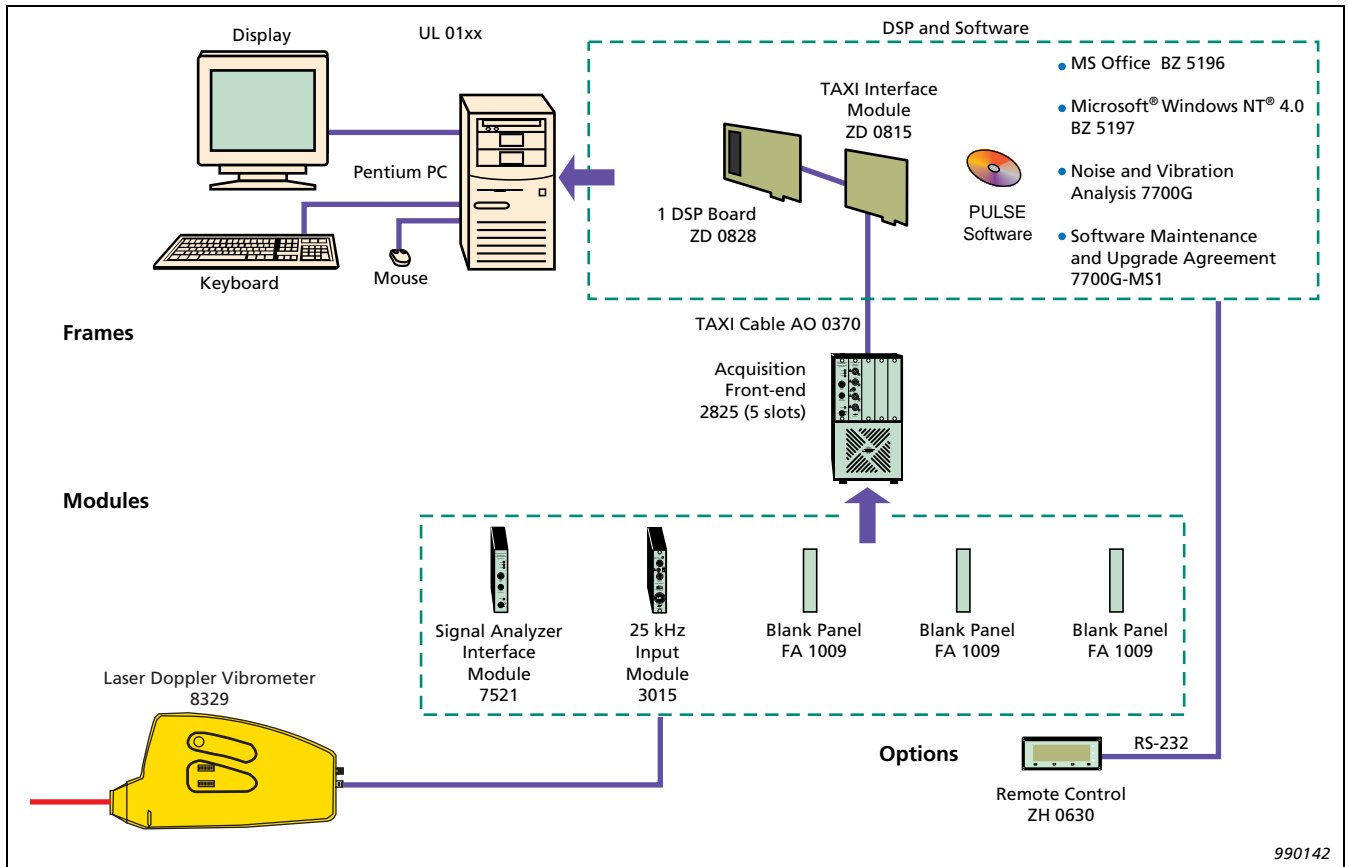 Display
UL 01xx
Pentium PC
Keyboard
Mouse
DSP and Software
TAXI Interface
Module
ZD 0815
1 DSP Board
ZD 0828
PULSE
Software
• MS Office BZ 5196
• Microsoft® Windows NT® 4.0
BZ 5197
• Noise and Vibration
Analysis 7700G
• Software Maintenance
and Upgrade Agreement
7700G-MS1
Frames
TAXI Cable AO 0370
Acquisition
Front-end
2825 (5 slots)
Modules
Signal Analyzer
Interface
Module
7521
25 kHz
Input
Module
3015
Blank Panel
FA 1009
Blank Panel
FA 1009
Blank Panel
FA 1009
Laser Doppler Vibrometer
8329
Options
RS-232
Remote Control
ZH 0630
990142